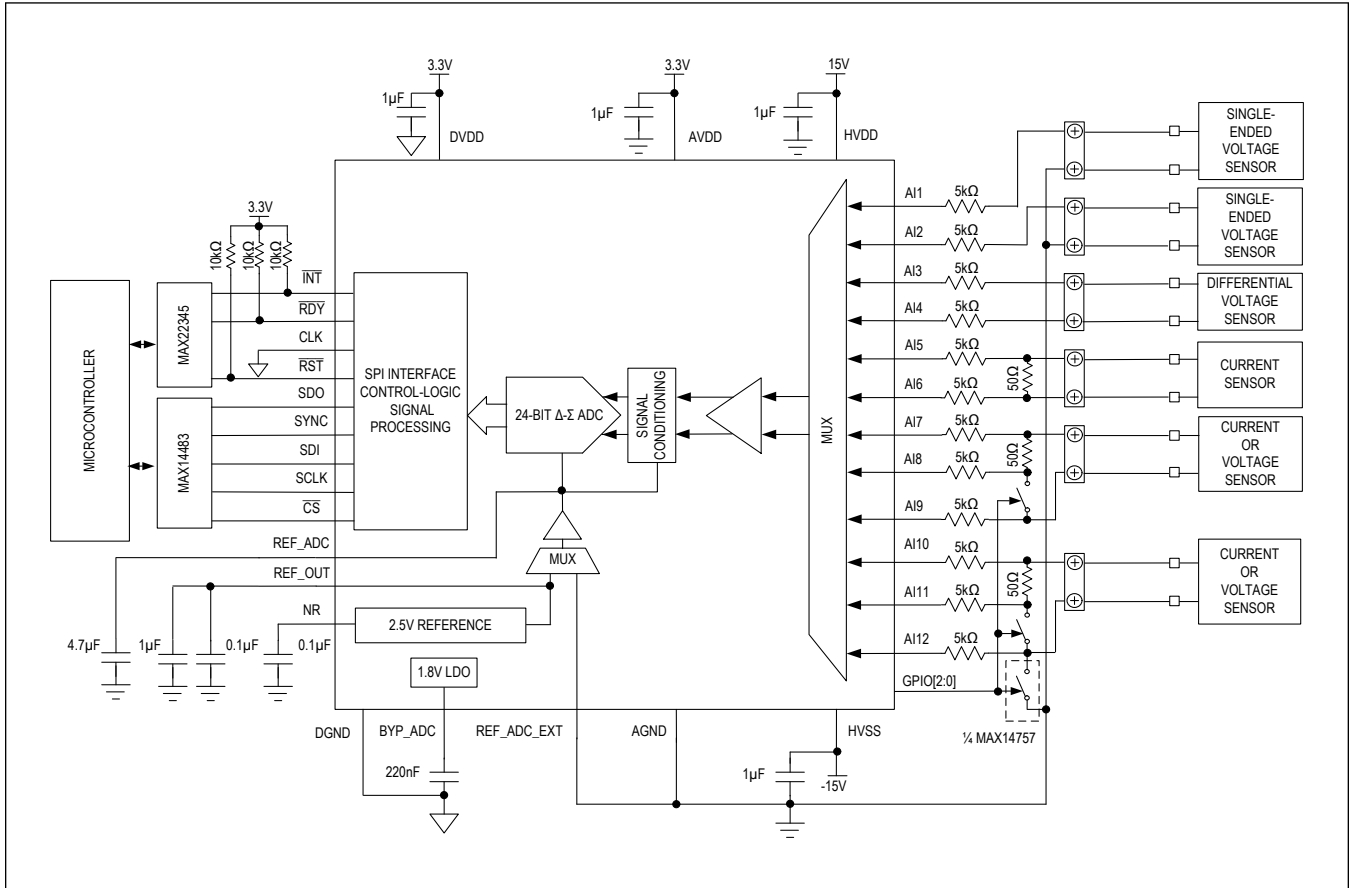 3.3V
3.3V
15V
1µF
1µF
1µF
DVDD
AVDD
HVDD
SINGLE-
ENDED
VOLTAGE
SENSOR
SINGLE-
ENDED
VOLTAGE
SENSOR
DIFFERENTIAL
VOLTAGE
SENSOR
CURRENT
SENSOR
CURRENT
OR
VOLTAGE
SENSOR
CURRENT
OR
VOLTAGE
SENSOR
AI1 5kΩ
AI2 5kΩ
AI3 5kΩ
AI4 5kΩ
AI5 5kΩ
50Ω
AI6 5kΩ
AI7 5kΩ
50Ω
AI8 5kΩ
AI9 5kΩ
AI10 5kΩ
50Ω
AI11 5kΩ
AI12 5kΩ
GPIO[2:0]
¼ MAX14757
3.3V
10kΩ
10kΩ
10kΩ
MICROCONTROLLER
MAX22345
MAX14483
INT
RDY
CLK
RST
SDO
SYNC
SDI
SCLK
CS
REF_ADC
REF_OUT
NR
SPI INTERFACE
CONTROL-LOGIC
SIGNAL
PROCESSING
24-BIT Δ-Σ ADC
SIGNAL
CONDITIONING
MUX
MUX
2.5V REFERENCE
1.8V LDO
4.7µF
1µF
0.1µF
0.1µF
DGND
BYP_ADC
REF_ADC_EXT
AGND
HVSS
220nF
1µF
-15V